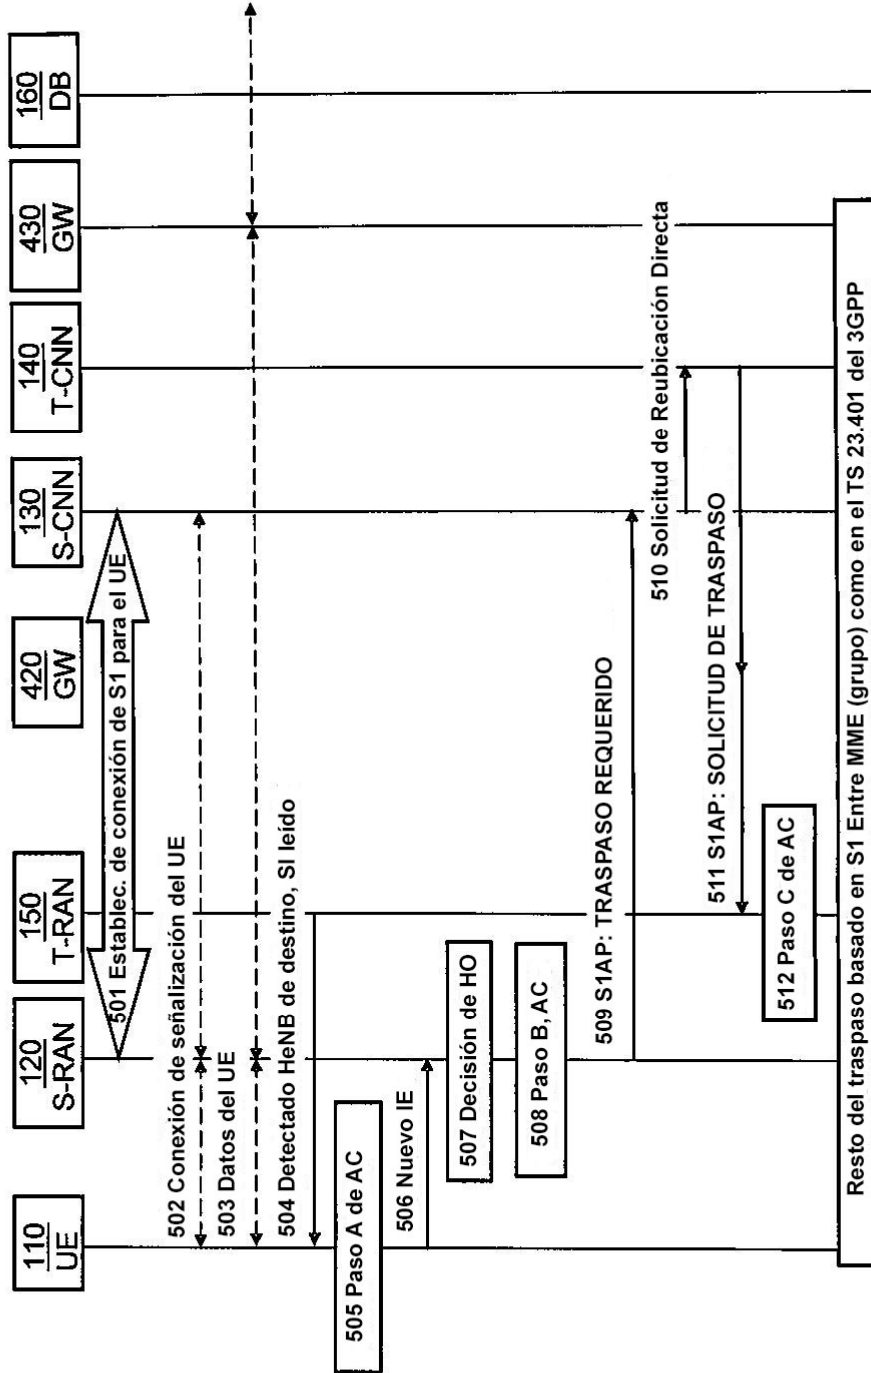 110
UE
120
S-RAN
150
T-RAN
420
GW
130
S-CNN
140
T-CNN
430
GW
160
DB
501 Establec. de conexión de S1 para el UE
502 Conexión de señalización del UE
503 Datos del UE
504 Detectado HeNB de destino, SI leído
505 Paso A de AC
506 Nuevo IE
507 Decisión de HO
508 Paso B, AC
509 S1AP: TRASPASO REQUERIDO
510 Solicitud de Reubicación Directa
511 S1AP: SOLICITUD DE TRASPASO
512 Paso C de AC
Resto del traspaso basado en S1 Entre MME (grupo) como en el TS 23.401 del 3GPP